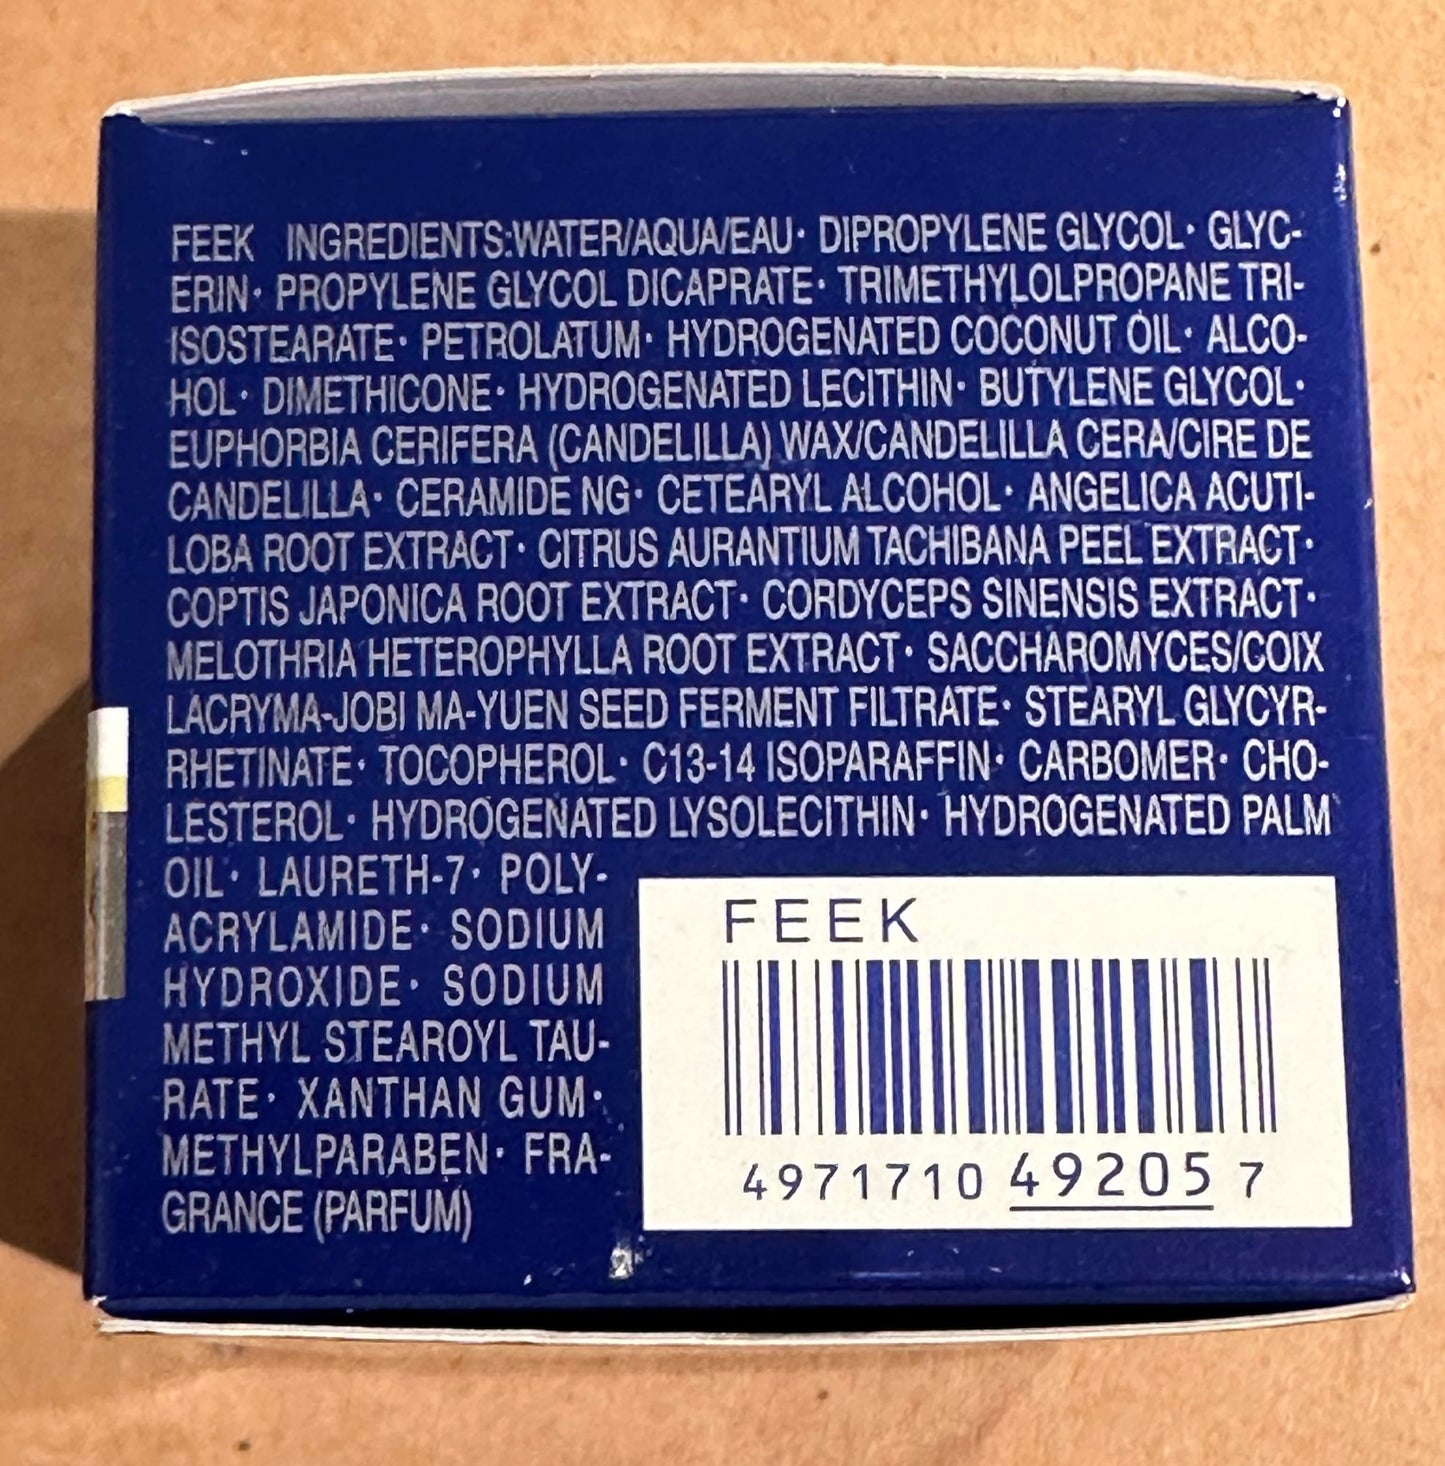 FEEK INGREDIENTS:WATER/AQUA/EAU· DIPROPYLENE GLYCOL· GLYC-
ERIN· PROPYLENE GLYCOL DICAPRATE· TRIMETHYLOLPROPANE TRI-
ISOSTEARATE· PETROLATUM· HYDROGENATED COCONUT OIL· ALCO-
HOL· DIMETHICONE· HYDROGENATED LECITHIN· BUTYLENE GLYCOL·
EUPHORBIA CERIFERA (CANDELILLA) WAX/CANDELILLA CERA/CIRE DE
CANDELILLA· CERAMIDE NG· CETEARYL ALCOHOL· ANGELICA ACUTI-
LOBA ROOT EXTRACT· CITRUS AURANTIUM TACHIBANA PEEL EXTRACT·
COPTIS JAPONICA ROOT EXTRACT· CORDYCEPS SINENSIS EXTRACT·
MELOTHRIA HETEROPHYLLA ROOT EXTRACT· SACCHAROMYCES/COIX
LACRYMA-JOBI MA-YUEN SEED FERMENT FILTRATE· STEARYL GLYCYR-
RHETINATE· TOCOPHEROL· C13-14 ISOPARAFFIN· CARBOMER· CHO-
LESTEROL· HYDROGENATED LYSOLECITHIN· HYDROGENATED PALM
OIL· LAURETH-7· POLY-
ACRYLAMIDE· SODIUM
HYDROXIDE· SODIUM
METHYL STEAROYL TAU-
RATE· XANTHAN GUM·
METHYLPARABEN· FRA-
GRANCE (PARFUM)
FEEK
4971710 49205 7